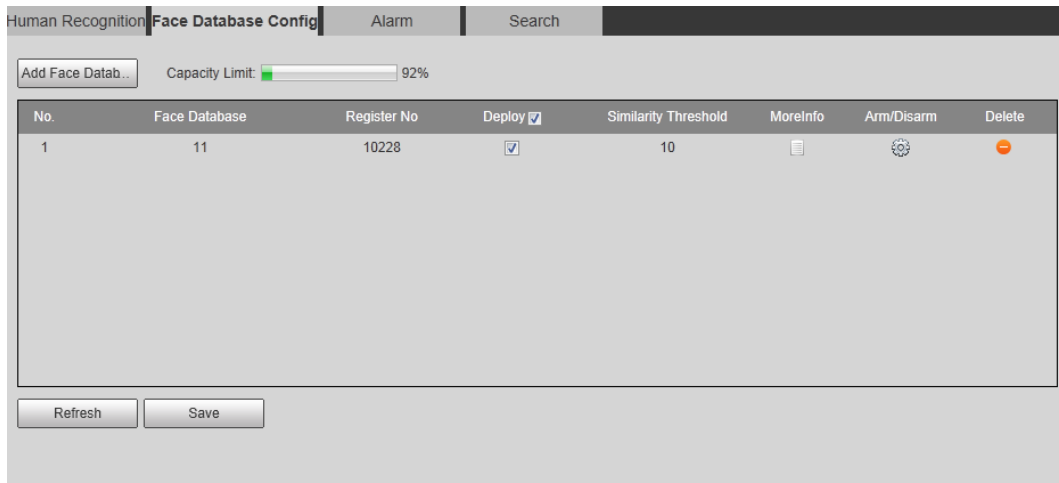 Human Recognition Face Database Config Alarm Search
Add Face Datab... Capacity Limit: 92%
No. Face Database Register No Deploy Similarity Threshold MoreInfo Arm/Disarm Delete
1 11 10228 10
Refresh Save